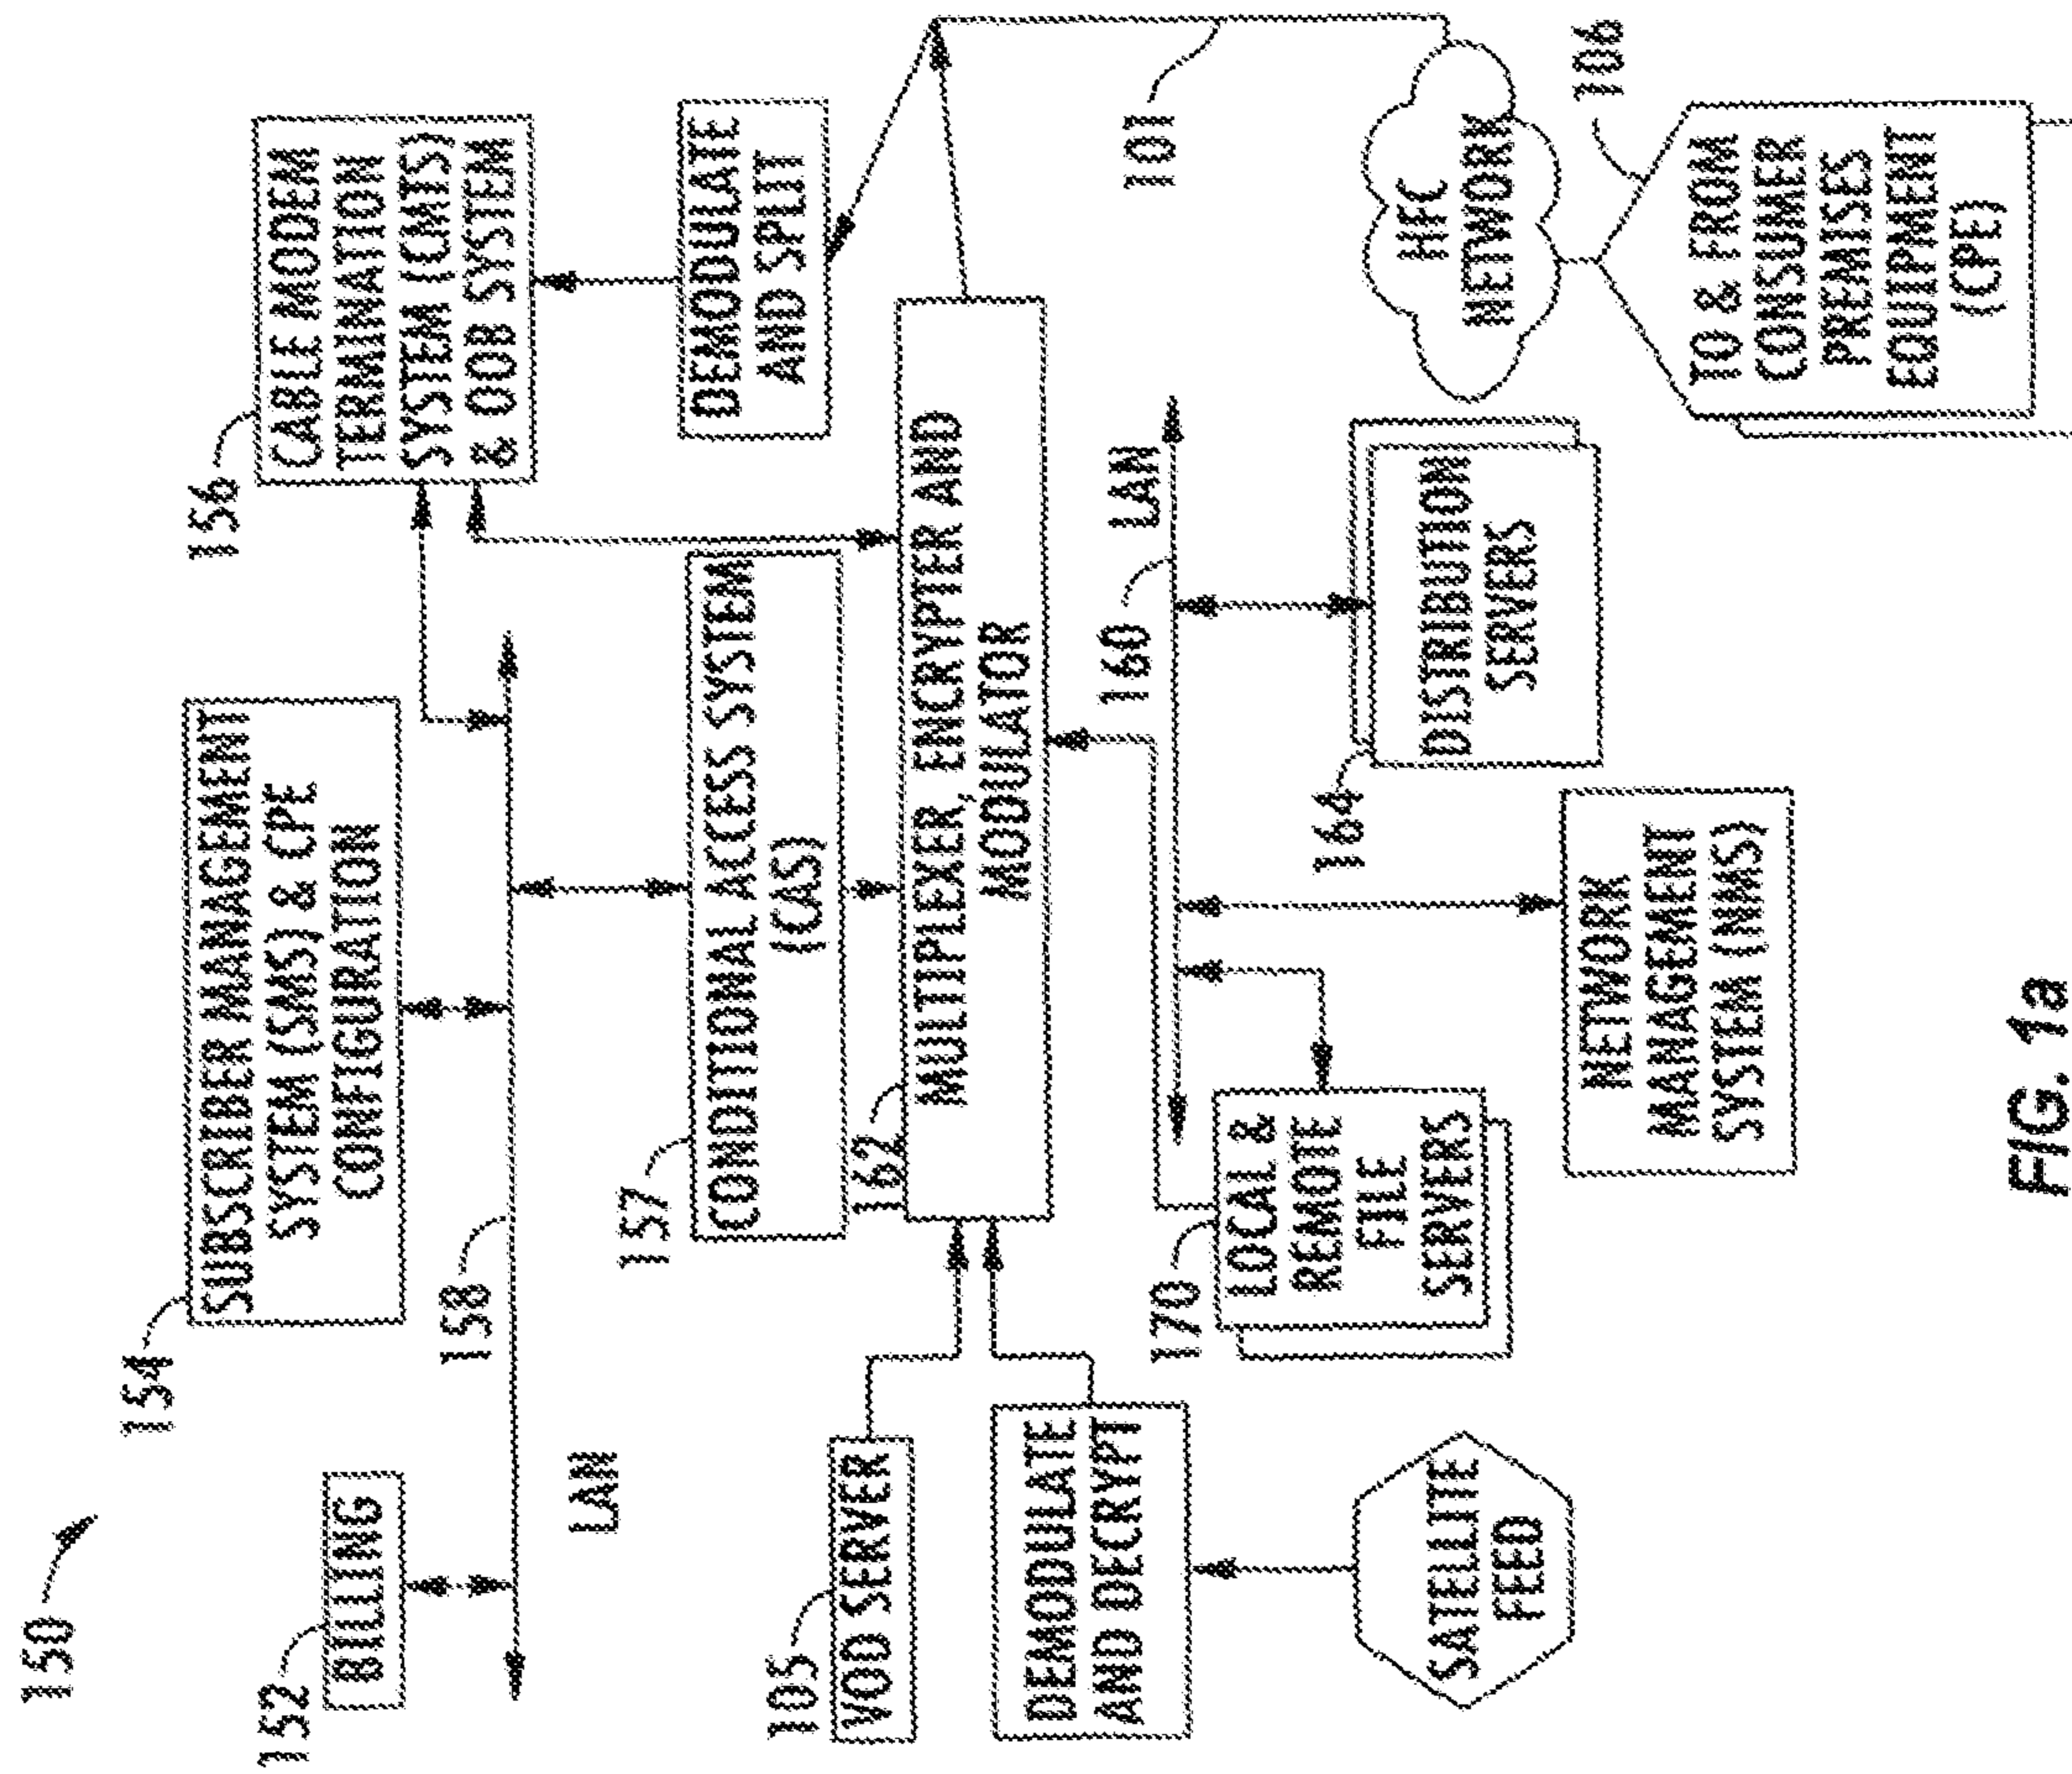 150
152
BILLING
154
SUBSCRIBER MANAGEMENT
SYSTEM (SMS) & CPE
CONFIGURATION
156
CABLE MODEM
TERMINATION
SYSTEM (CMTS)
& OOB SYSTEM
158
LAN
157
CONDITIONAL ACCESS SYSTEM
(CAS)
DEMODULATE
AND SPLIT
105
VOD SERVER
162
MULTIPLEXER, ENCRYPTER AND
MODULATOR
DEMODULATE
AND DECRYPT
101
160
LAN
170
LOCAL &
REMOTE
FILE
SERVERS
164
DISTRIBUTION
SERVERS
HFC
NETWORK
SATELLITE
FEED
NETWORK
MANAGEMENT
SYSTEM (NMS)
106
TO & FROM
CONSUMER
PREMISES
EQUIPMENT
(CPE)
FIG. 1a